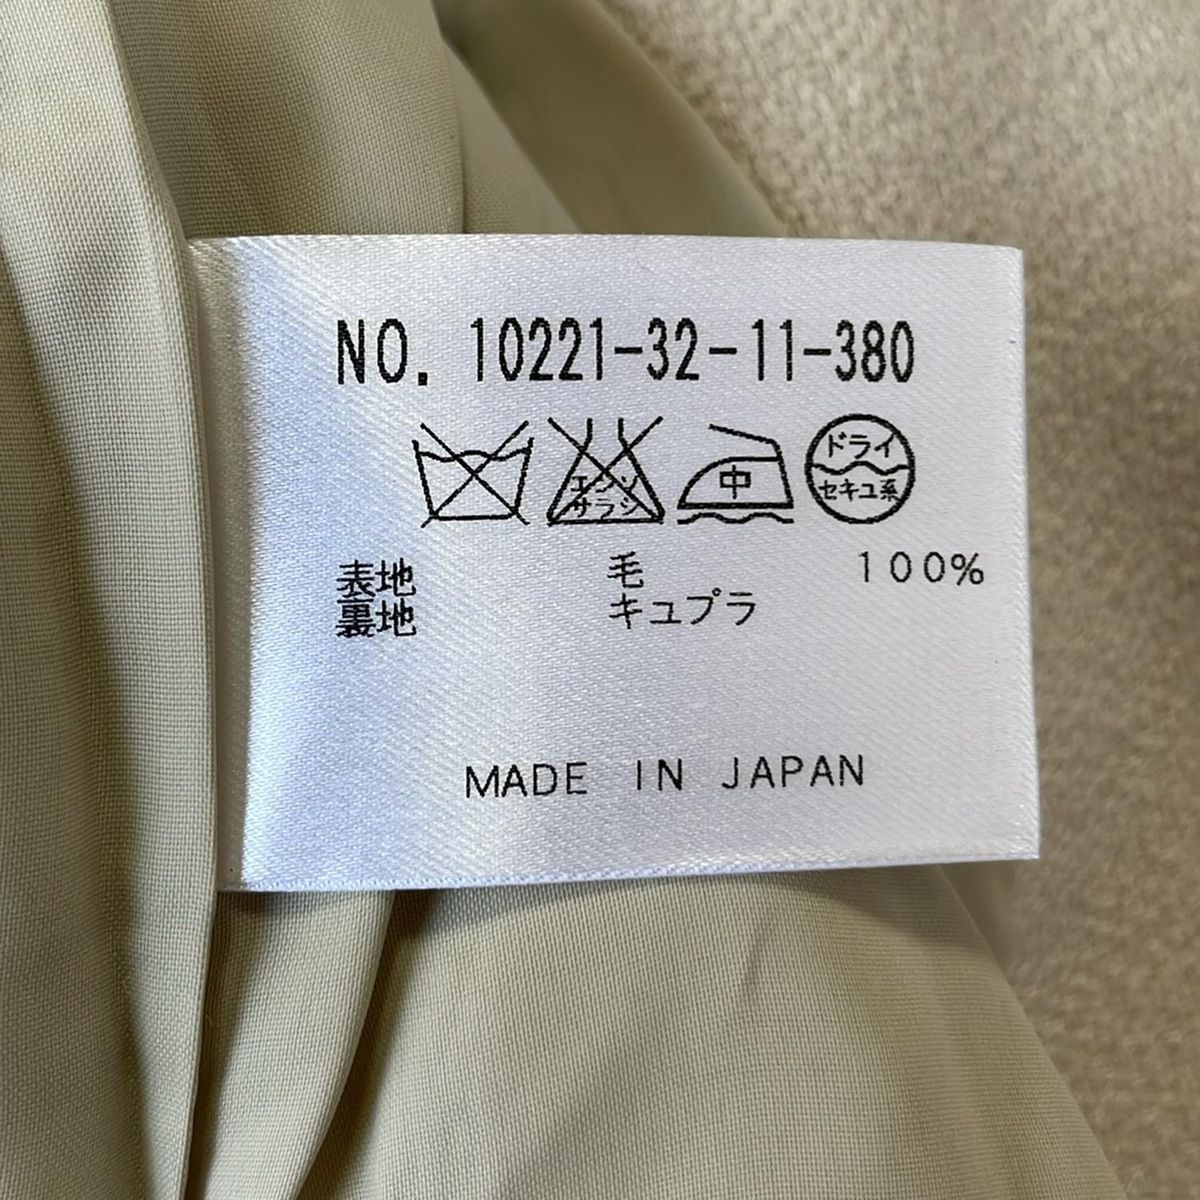 NO. 10221-32-11-380
エンソ サラシ 中 ドライ セキユ系
表地 毛 100%
裏地 キュプラ
MADE IN JAPAN